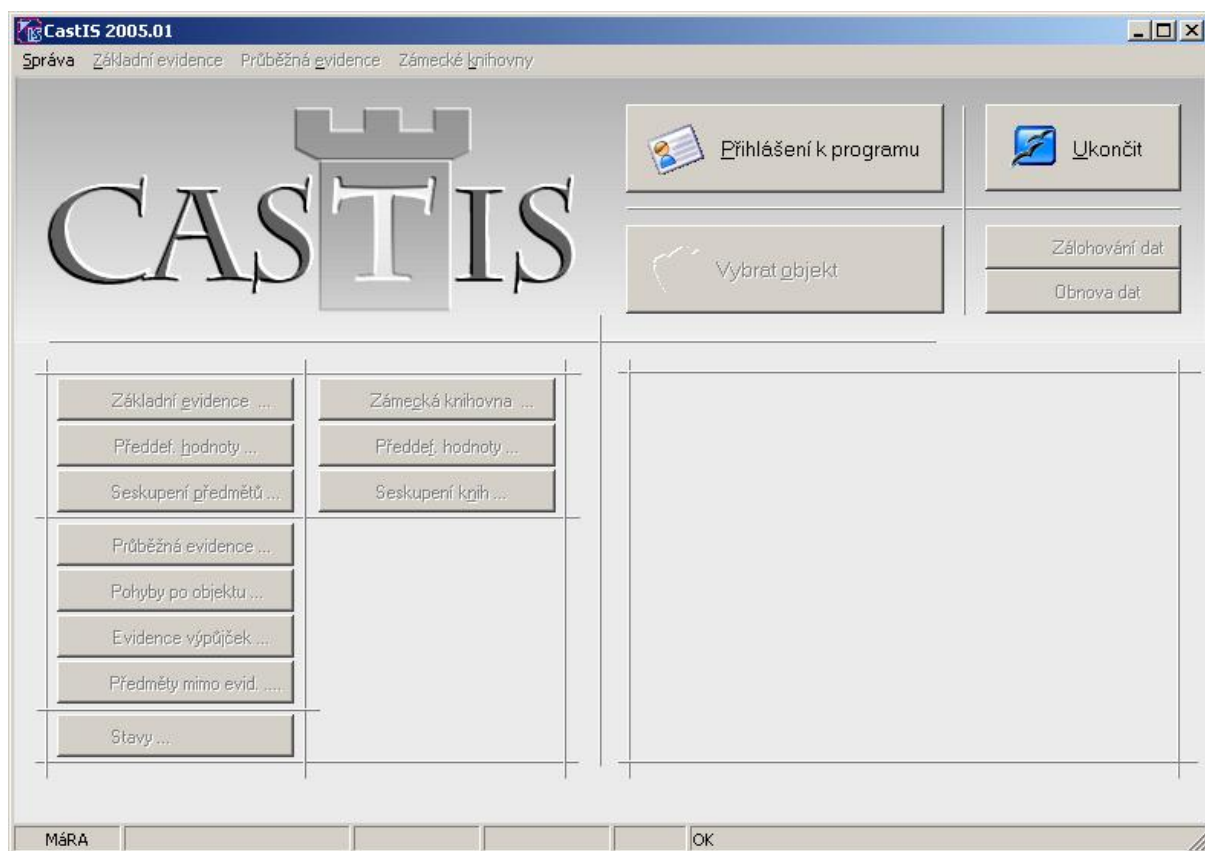 CastIS 2005.01
Správa Základní evidence Průběžná evidence Zámecké knihovny
CASTIS
Přihlášení k programu
Ukončit
Vybrat objekt
Zálohování dat
Obnova dat
Základní evidence ...
Zámecká knihovna ...
Předdef. hodnoty ...
Předdef. hodnoty ...
Seskupení předmětů ...
Seskupení knih ...
Průběžná evidence ...
Pohyby po objektu ...
Evidence výpůjček ...
Předměty mimo evid. ....
Stavy ...
MáRA
OK